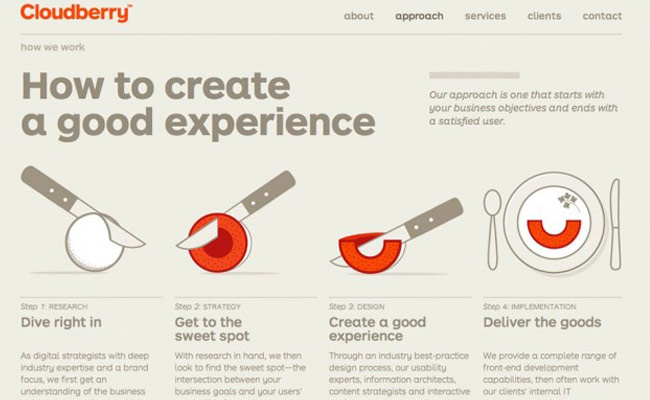 Cloudberry™
about approach services clients contact
how we work
How to create
a good experience
Our approach is one that starts with
your business objectives and ends with
a satisfied user.
Step 1: RESEARCH
Dive right in
As digital strategists with deep
industry expertise and a brand
focus, we first get an
understanding of the business
Step 2: STRATEGY
Get to the
sweet spot
With research in hand, we then
look to find the sweet spot—the
intersection between your
business goals and your users'
Step 3: DESIGN
Create a good
experience
Through an industry best-practice
design process, our usability
experts, information architects,
content strategists and interactive
Step 4: IMPLEMENTATION
Deliver the goods
We provide a complete range of
front-end development
capabilities, then often work with
our clients' internal IT